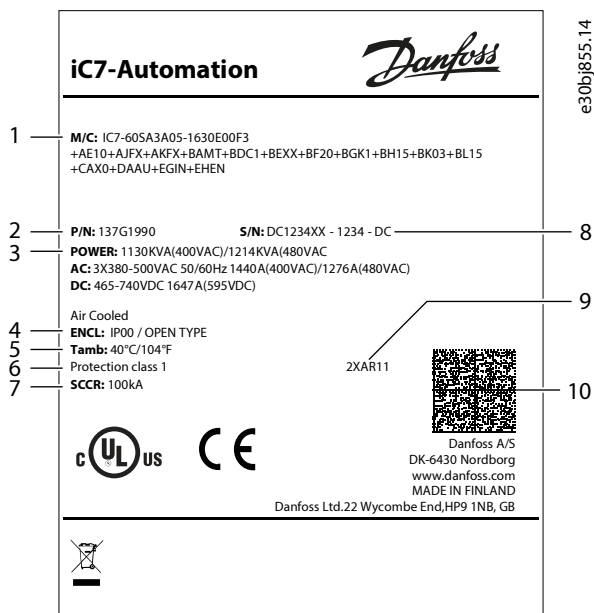 iC7-Automation
Danfoss
e30bj855.14
1
M/C: IC7-60SA3A05-1630E00F3
+AE10+AJFX+AKFX+BAMT+BDC1+BEXX+BF20+BGK1+BH15+BK03+BL15
+CAX0+DAAU+EGIN+EHEN
2 P/N: 137G1990 S/N: DC1234XX - 1234 - DC 8
3 POWER: 1130KVA(400VAC)/1214KVA(480VAC
AC: 3X380-500VAC 50/60Hz 1440A(400VAC)/1276A(480VAC)
DC: 465-740VDC 1647A(595VDC)
9
Air Cooled
4 ENCL: IP00 / OPEN TYPE
5 Tamb: 40°C/104°F
6 Protection class 1 2XAR11
7 SCCR: 100kA 10
C UL US CE
Danfoss A/S
DK-6430 Nordborg
www.danfoss.com
MADE IN FINLAND
Danfoss Ltd.22 Wycombe End,HP9 1NB, GB